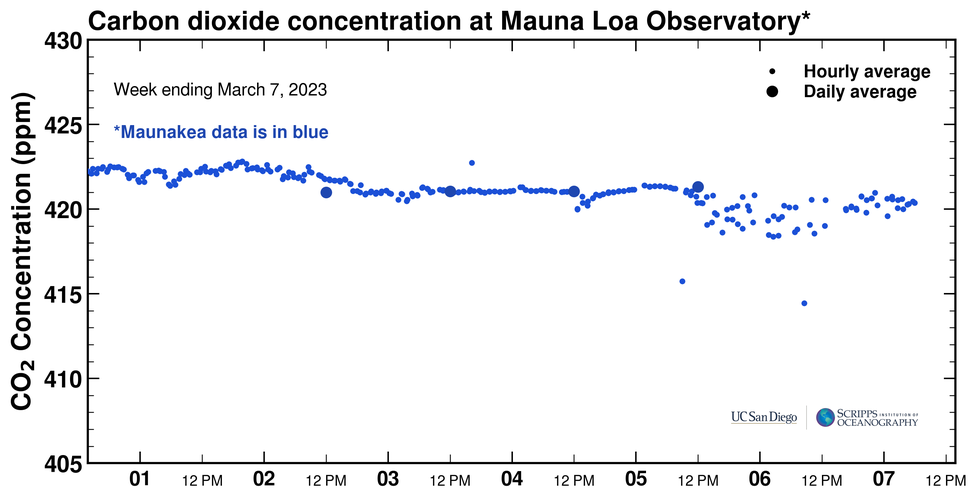 Carbon dioxide concentration at Mauna Loa Observatory*
430
Week ending March 7, 2023
Hourly average
Daily average
425
*Maunakea data is in blue
420
CO₂ Concentration (ppm)
415
410
UC San Diego
SCRIPPS INSTITUTION OF
OCEANOGRAPHY
405
01 12 PM 02 12 PM 03 12 PM 04 12 PM 05 12 PM 06 12 PM 07 12 PM